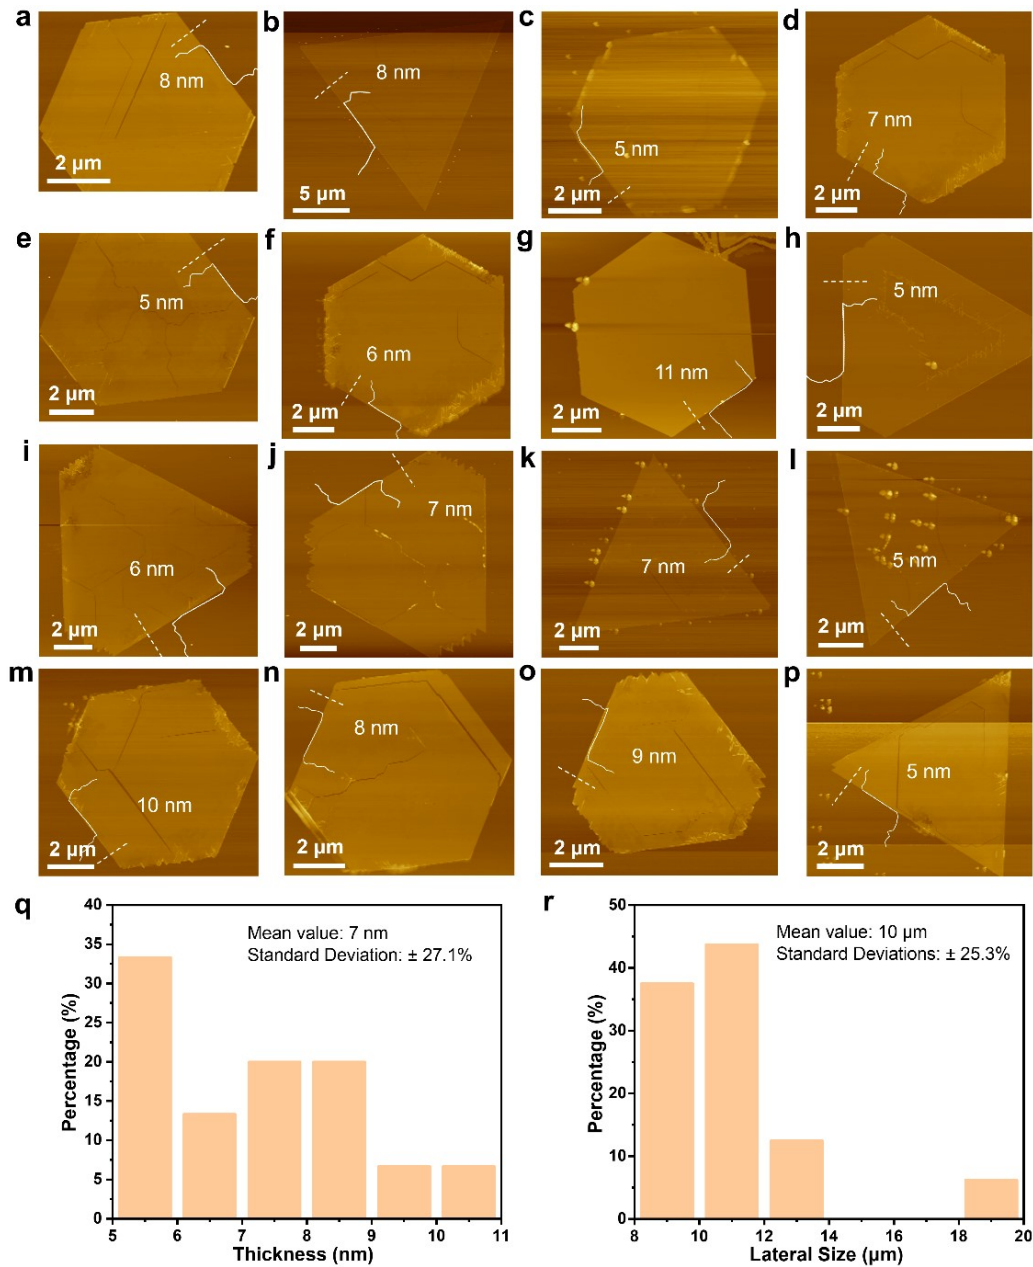 a
8 nm
2 µm
b
8 nm
5 µm
c
5 nm
2 µm
d
7 nm
2 µm
e
5 nm
2 µm
f
6 nm
2 µm
g
11 nm
2 µm
h
5 nm
2 µm
i
6 nm
2 µm
j
7 nm
2 µm
k
7 nm
2 µm
l
5 nm
2 µm
m
10 nm
2 µm
n
8 nm
2 µm
o
9 nm
2 µm
p
5 nm
2 µm
q
Mean value: 7 nm
Standard Deviation: ± 27.1%
Percentage (%)
40
35
30
25
20
15
10
5
0
5 6 7 8 9 10 11
Thickness (nm)
r
Mean value: 10 µm
Standard Deviations: ± 25.3%
Percentage (%)
50
40
30
20
10
0
8 10 12 14 16 18 20
Lateral Size (µm)